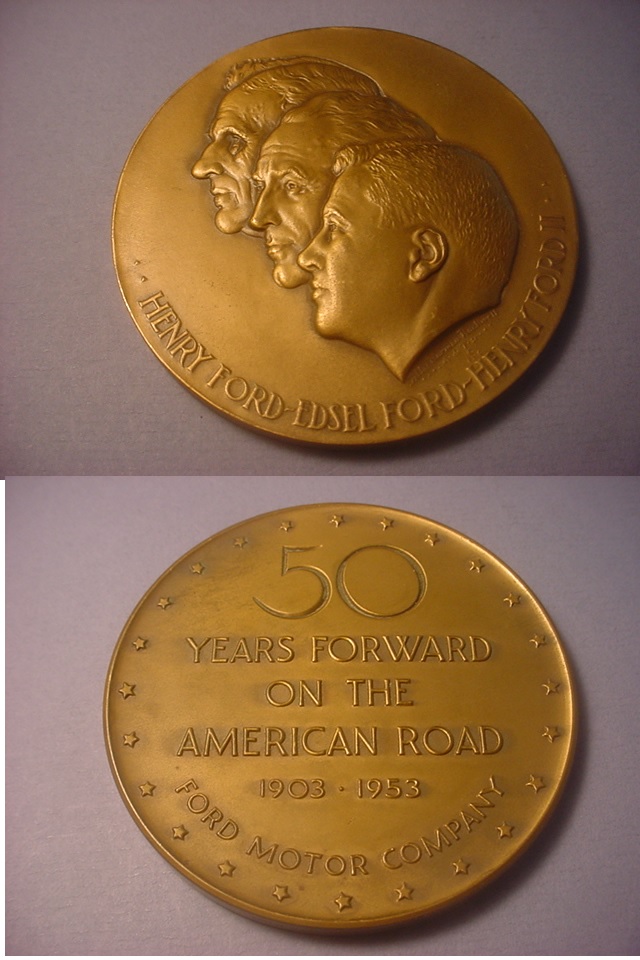 HENRY FORD-EDSEL FORD-HENRY FORD II
50
YEARS FORWARD
ON THE
AMERICAN ROAD
1903 · 1953
FORD MOTOR COMPANY